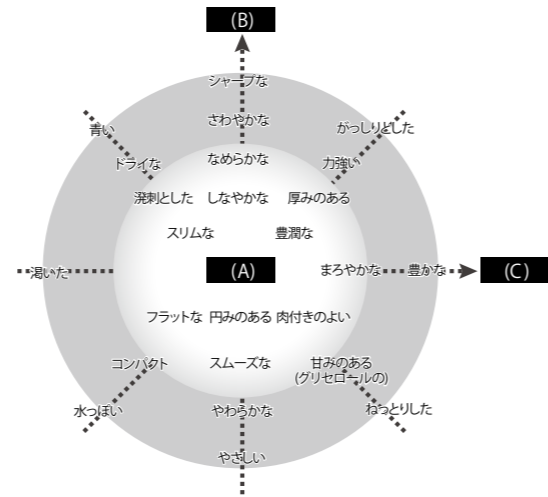 (B)
シャープな
さわやかな
青い
がっしりとした
ドライな
なめらかな
力強い
溌剌とした
しなやかな
厚みのある
スリムな
豊潤な
渇いた
(A)
まろやかな
豊かな
(C)
フラットな
円みのある
肉付きのよい
コンパクト
スムーズな
甘みのある
(グリセロールの)
水っぽい
やわらかな
ねっとりした
やさしい